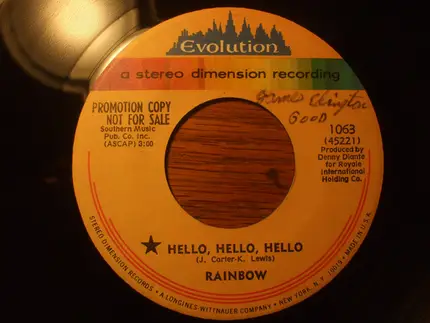 Evolution
a stereo dimension recording
PROMOTION COPY
NOT FOR SALE
Southern Music
Pub. Co. Inc.
(ASCAP) 3:00
James
GOOD
1063
(45221)
Produced by
Denny Diante
for Royale
International
Holding Co.
★ HELLO, HELLO, HELLO
(J. Carter-K. Lewis)
RAINBOW
STEREO DIMENSION RECORDS • A LONGINES-WITTNAUER COMPANY • NEW YORK, N.Y. 10019 • MADE IN U.S.A.